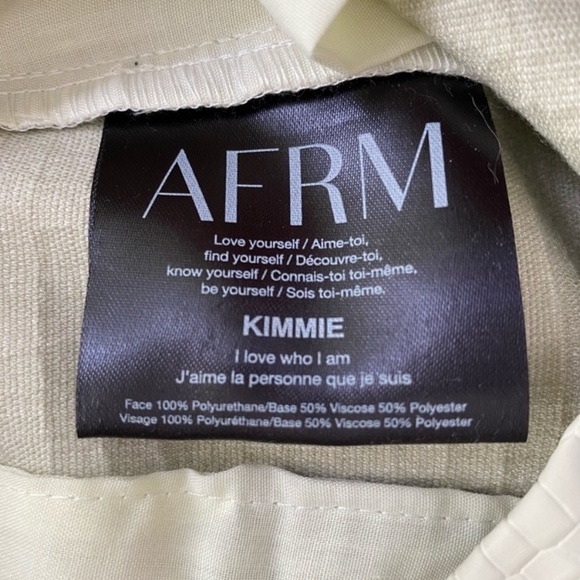 AFRM
Love yourself / Aime-toi,
find yourself / Découvre-toi,
know yourself / Connais-toi toi-même,
be yourself / Sois toi-même.
KIMMIE
I love who I am
J'aime la personne que je suis
Face 100% Polyurethane/Base 50% Viscose 50% Polyester
Visage 100% Polyuréthane/Base 50% Viscose 50% Polyester